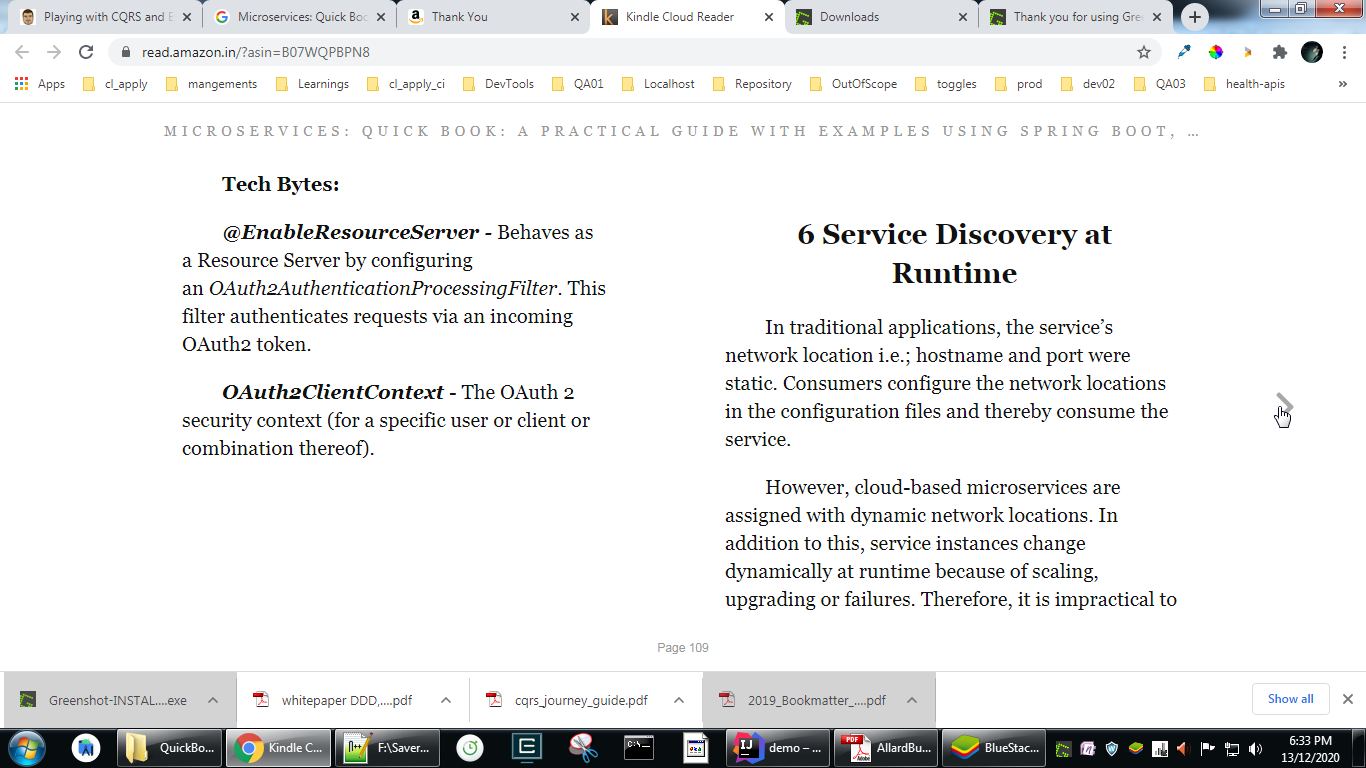 Playing with CQRS and E
Microservices: Quick Boo
Thank You
Kindle Cloud Reader
Downloads
Thank you for using Gree
read.amazon.in/?asin=B07WQPBPN8
Apps
cl_apply
mangements
Learnings
cl_apply_ci
DevTools
QA01
Localhost
Repository
OutOfScope
toggles
prod
dev02
QA03
health-apis
»
MICROSERVICES: QUICK BOOK: A PRACTICAL GUIDE WITH EXAMPLES USING SPRING BOOT, …
Tech Bytes:
@EnableResourceServer - Behaves as
a Resource Server by configuring
an OAuth2AuthenticationProcessingFilter. This
filter authenticates requests via an incoming
OAuth2 token.
OAuth2ClientContext - The OAuth 2
security context (for a specific user or client or
combination thereof).
6 Service Discovery at
Runtime
In traditional applications, the service’s
network location i.e.; hostname and port were
static. Consumers configure the network locations
in the configuration files and thereby consume the
service.
However, cloud-based microservices are
assigned with dynamic network locations. In
addition to this, service instances change
dynamically at runtime because of scaling,
upgrading or failures. Therefore, it is impractical to
Page 109
Greenshot-INSTAL....exe
whitepaper DDD,....pdf
cqrs_journey_guide.pdf
2019_Bookmatter_....pdf
Show all
QuickBo...
Kindle C...
F:\Saver...
demo – ...
AllardBu...
BlueStac...
6:33 PM
13/12/2020